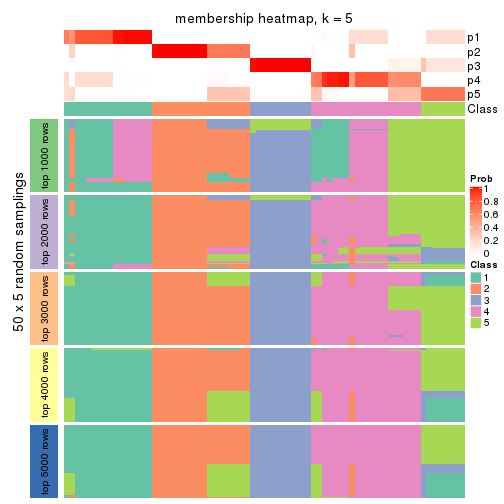 membership heatmap, k = 5
p1
p2
p3
p4
p5
Class
50 x 5 random samplings
top 1000 rows
top 2000 rows
top 3000 rows
top 4000 rows
top 5000 rows
Prob
1
0.8
0.6
0.4
0.2
0
Class
1
2
3
4
5